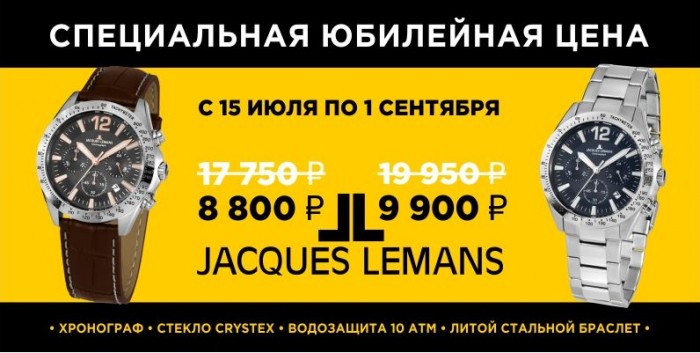 СПЕЦИАЛЬНАЯ ЮБИЛЕЙНАЯ ЦЕНА
С 15 ИЮЛЯ ПО 1 СЕНТЯБРЯ
17 750 ₽ 19 950 ₽
8 800 ₽ 9 900 ₽
JACQUES LEMANS
• ХРОНОГРАФ • СТЕКЛО CRYSTEX • ВОДОЗАЩИТА 10 АТМ • ЛИТОЙ СТАЛЬНОЙ БРАСЛЕТ •